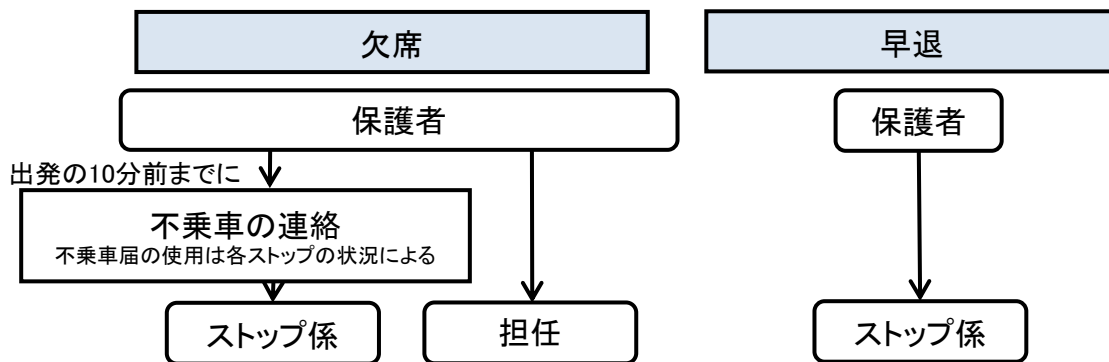 欠席
早退
保護者
保護者
出発の10分前までに
不乗車の連絡
不乗車届の使用は各ストップの状況による
ストップ係
担任
ストップ係